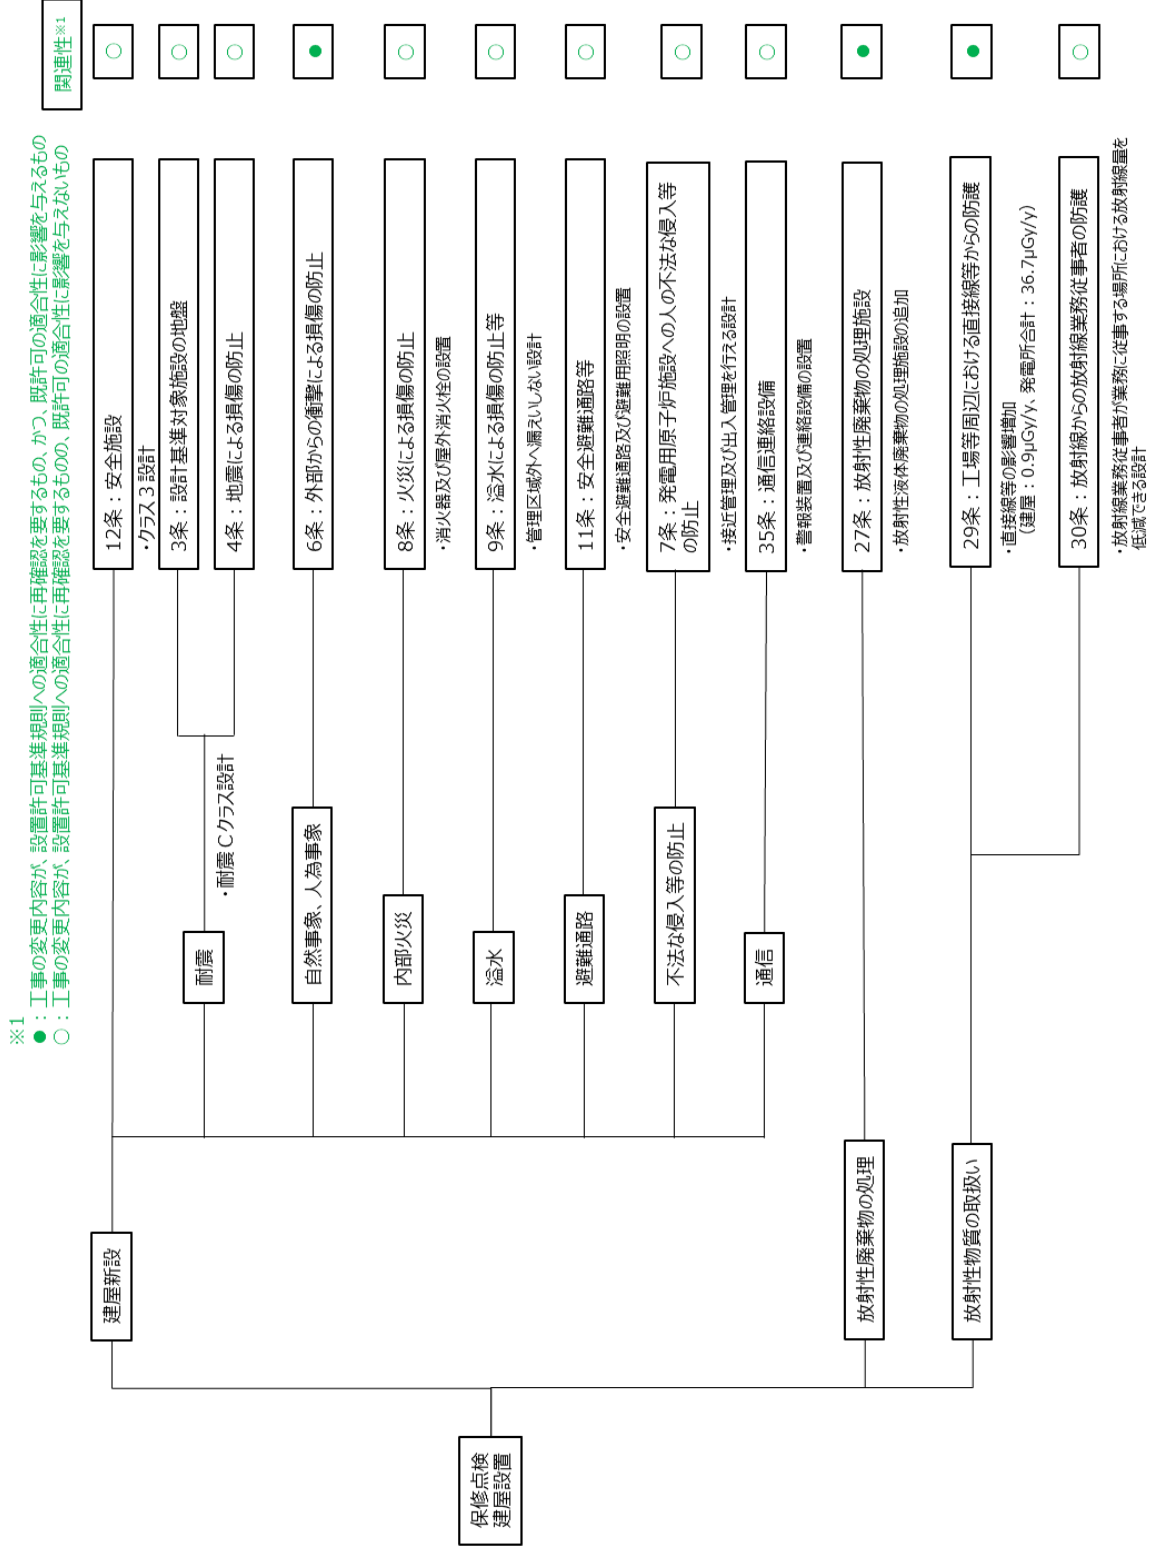 ※1
●：工事の変更内容が、設置許可基準規則への適合性に再確認を要するもの、かつ、既許可の適合性に影響を与えるもの
○：工事の変更内容が、設置許可基準規則への適合性に再確認を要するものの、既許可の適合性に影響を与えないもの
関連性※1
保修点検
建屋設置
建屋新設
12条：安全施設
○
・クラス３設計
耐震
・耐震Ｃクラス設計
3条：設計基準対象施設の地盤
○
4条：地震による損傷の防止
○
自然事象、人為事象
6条：外部からの衝撃による損傷の防止
●
内部火災
8条：火災による損傷の防止
○
・消火器及び屋外消火栓の設置
溢水
9条：溢水による損傷の防止等
○
・管理区域外へ漏えいしない設計
避難通路
11条：安全避難通路等
○
・安全避難通路及び避難用照明の設置
不法な侵入等の防止
7条：発電用原子炉施設への人の不法な侵入等
の防止
○
・接近管理及び出入管理を行える設計
通信
35条：通信連絡設備
○
・警報装置及び連絡設備の設置
放射性廃棄物の処理
27条：放射性廃棄物の処理施設
●
・放射性液体廃棄物の処理施設の追加
放射性物質の取扱い
29条：工場等周辺における直接線等からの防護
●
・直接線等の影響増加
（建屋：0.9μGy/y、発電所合計：36.7μGy/y）
30条：放射線からの放射線業務従事者の防護
○
・放射線業務従事者が業務に従事する場所における放射線量を
低減できる設計